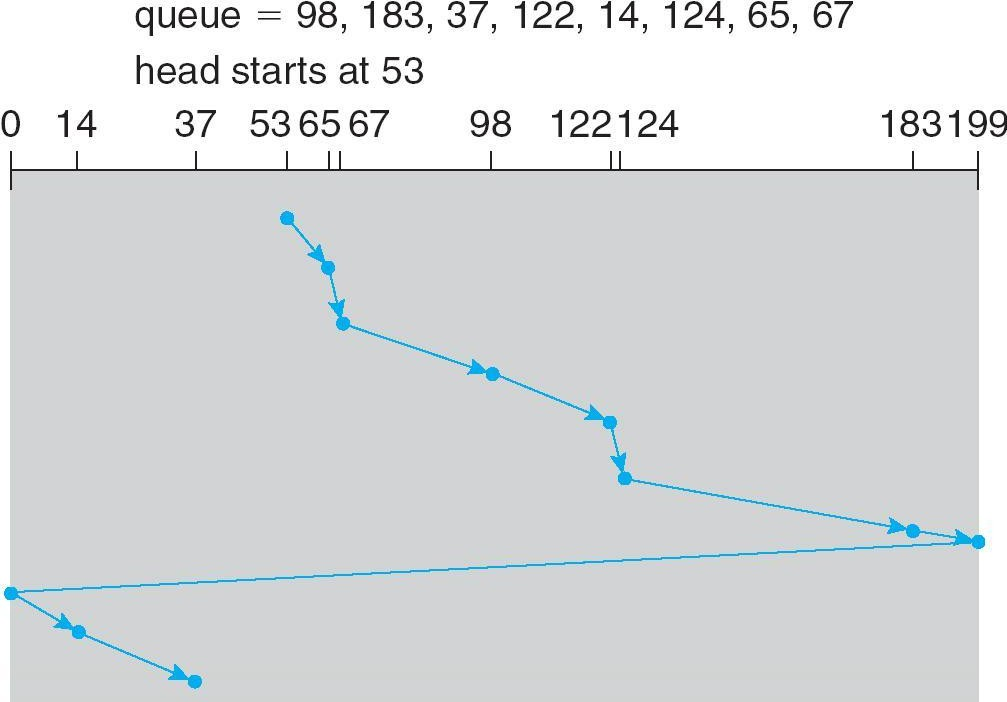 queue = 98, 183, 37, 122, 14, 124, 65, 67
head starts at 53
0 14 37 53 65 67 98 122 124 183 199